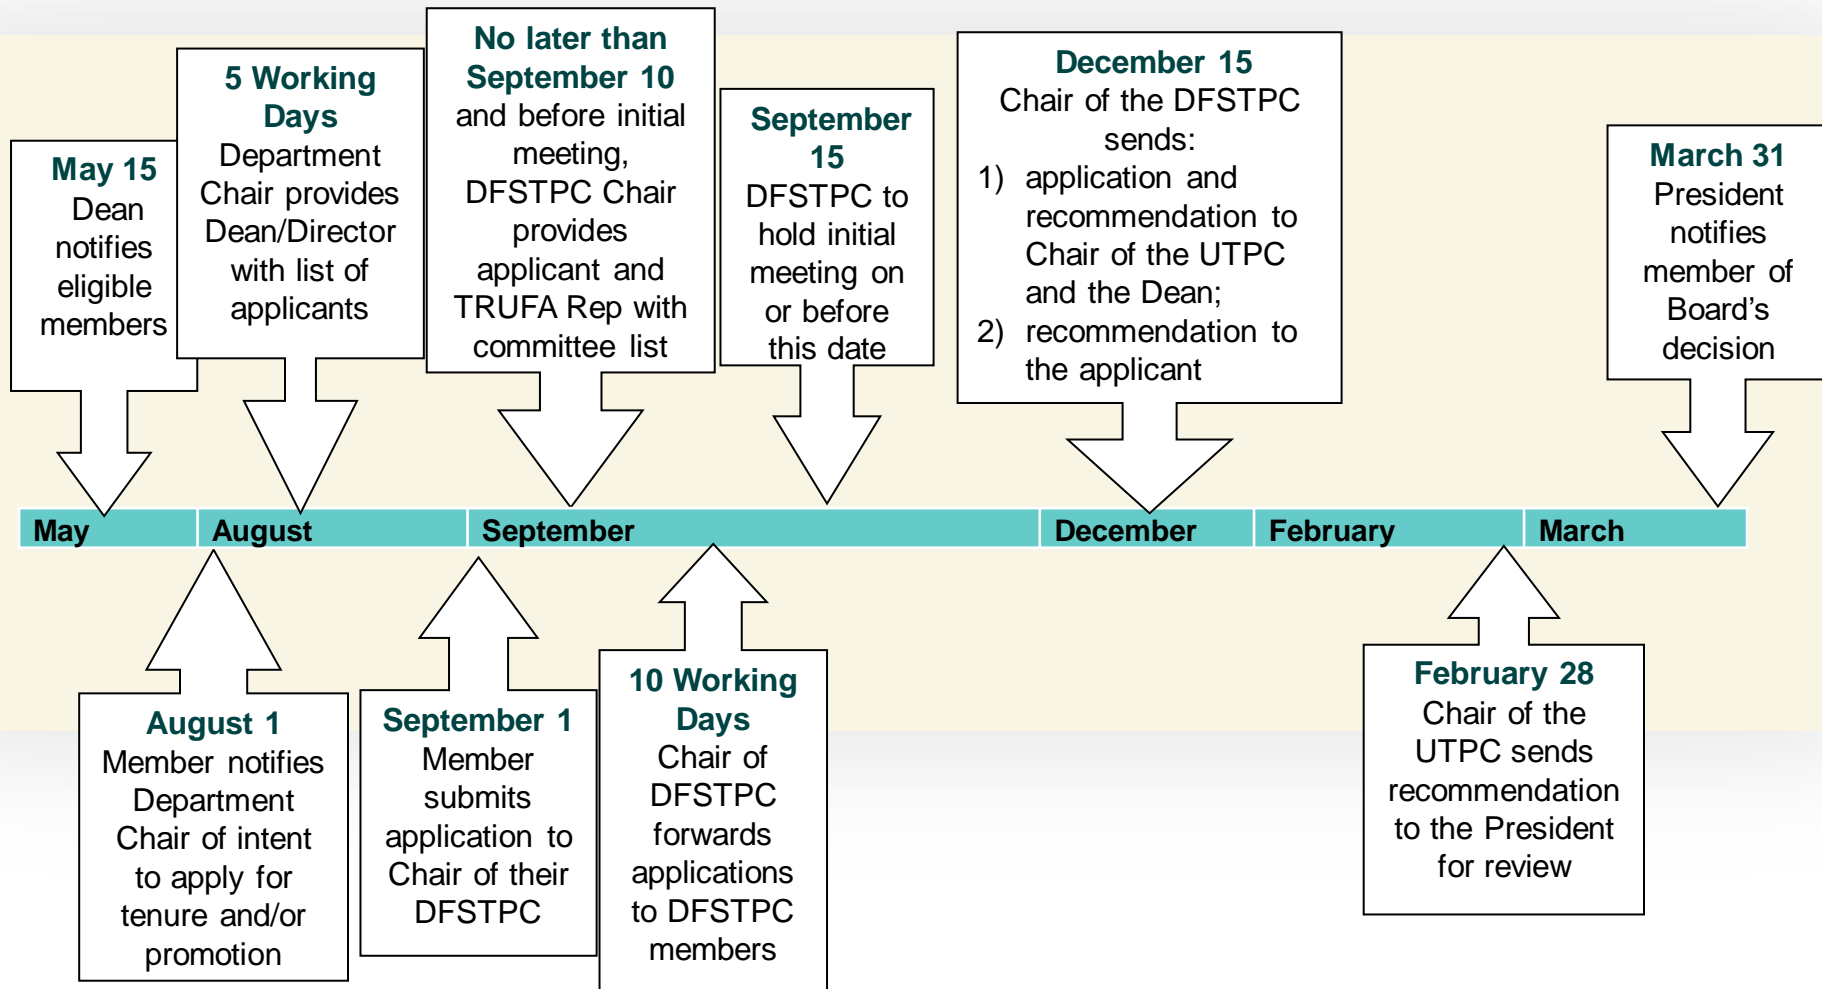 May 15
Dean
notifies
eligible
members
5 Working
Days
Department
Chair provides
Dean/Director
with list of
applicants
No later than
September 10
and before initial
meeting,
DFSTPC Chair
provides
applicant and
TRUFA Rep with
committee list
September
15
DFSTPC to
hold initial
meeting on
or before
this date
December 15
Chair of the DFSTPC
sends:
1) application and
recommendation to
Chair of the UTPC
and the Dean;
2) recommendation to
the applicant
March 31
President
notifies
member of
Board's
decision
May
August
September
December
February
March
August 1
Member notifies
Department
Chair of intent
to apply for
tenure and/or
promotion
September 1
Member
submits
application to
Chair of their
DFSTPC
10 Working
Days
Chair of
DFSTPC
forwards
applications
to DFSTPC
members
February 28
Chair of the
UTPC sends
recommendation
to the President
for review